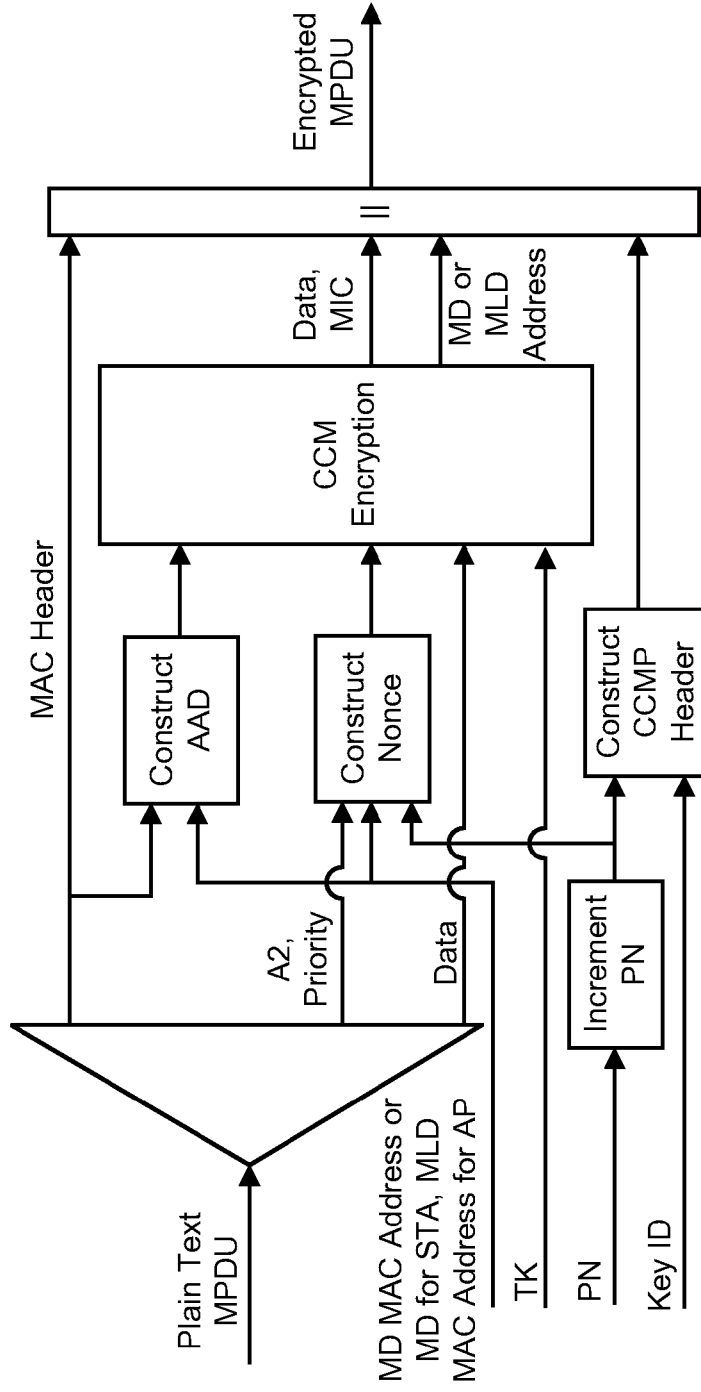 Plain Text
MPDU
MAC Header
A2,
Priority
Data
MD MAC Address or
MD for STA, MLD
MAC Address for AP
TK
PN
Key ID
Increment
PN
Construct
AAD
Construct
Nonce
Construct
CCMP
Header
CCM
Encryption
Data,
MIC
MD or
MLD
Address
||
Encrypted
MPDU